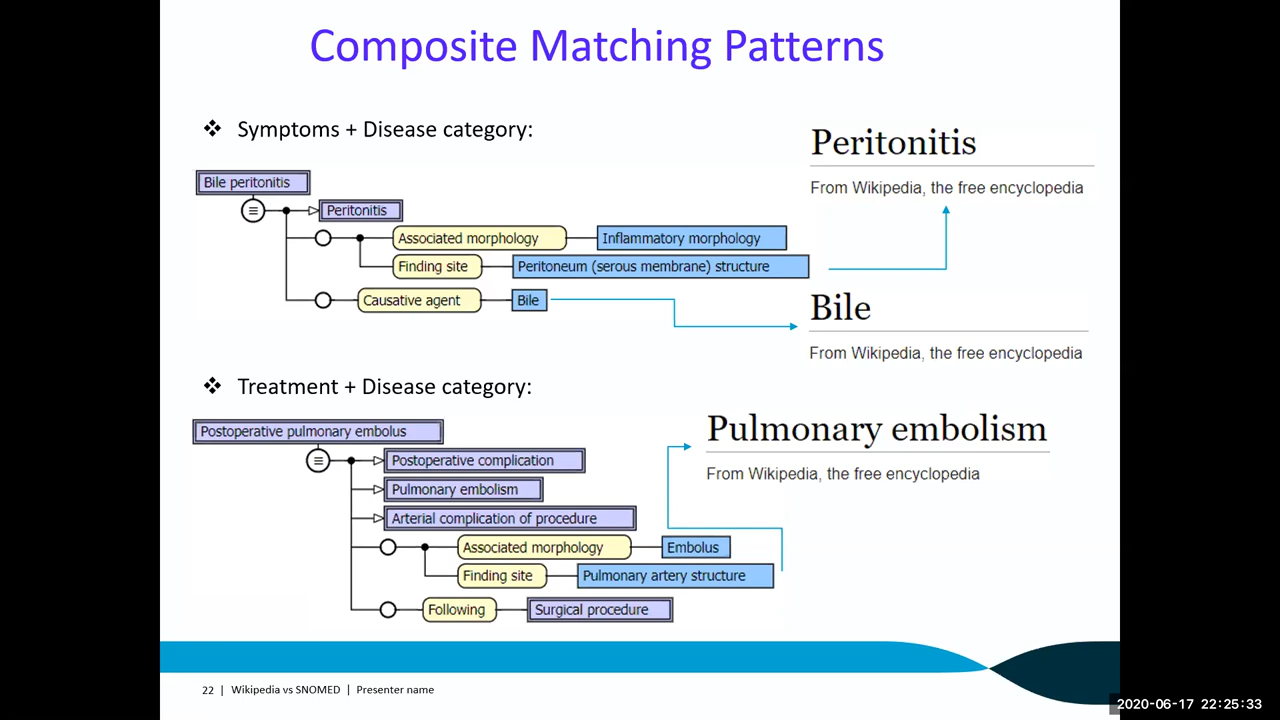 Composite Matching Patterns
❖ Symptoms + Disease category:
Peritonitis
From Wikipedia, the free encyclopedia
Bile peritonitis
≡
Peritonitis
Associated morphology Inflammatory morphology
Finding site Peritoneum (serous membrane) structure
Causative agent Bile
Bile
From Wikipedia, the free encyclopedia
❖ Treatment + Disease category:
Pulmonary embolism
From Wikipedia, the free encyclopedia
Postoperative pulmonary embolus
≡
Postoperative complication
Pulmonary embolism
Arterial complication of procedure
Associated morphology Embolus
Finding site Pulmonary artery structure
Following Surgical procedure
22 | Wikipedia vs SNOMED | Presenter name
2020-06-17 22:25:33